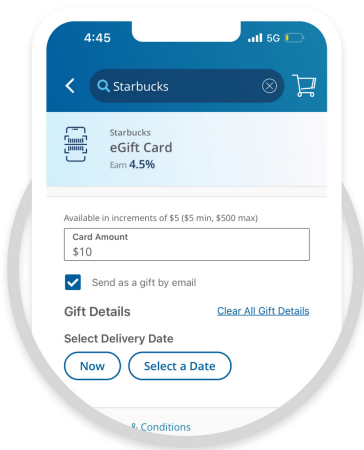 4:45
5G
Starbucks
Starbucks
eGift Card
Earn 4.5%
Available in increments of $5 ($5 min, $500 max)
Card Amount
$10
Send as a gift by email
Gift Details
Clear All Gift Details
Select Delivery Date
Now
Select a Date
& Conditions